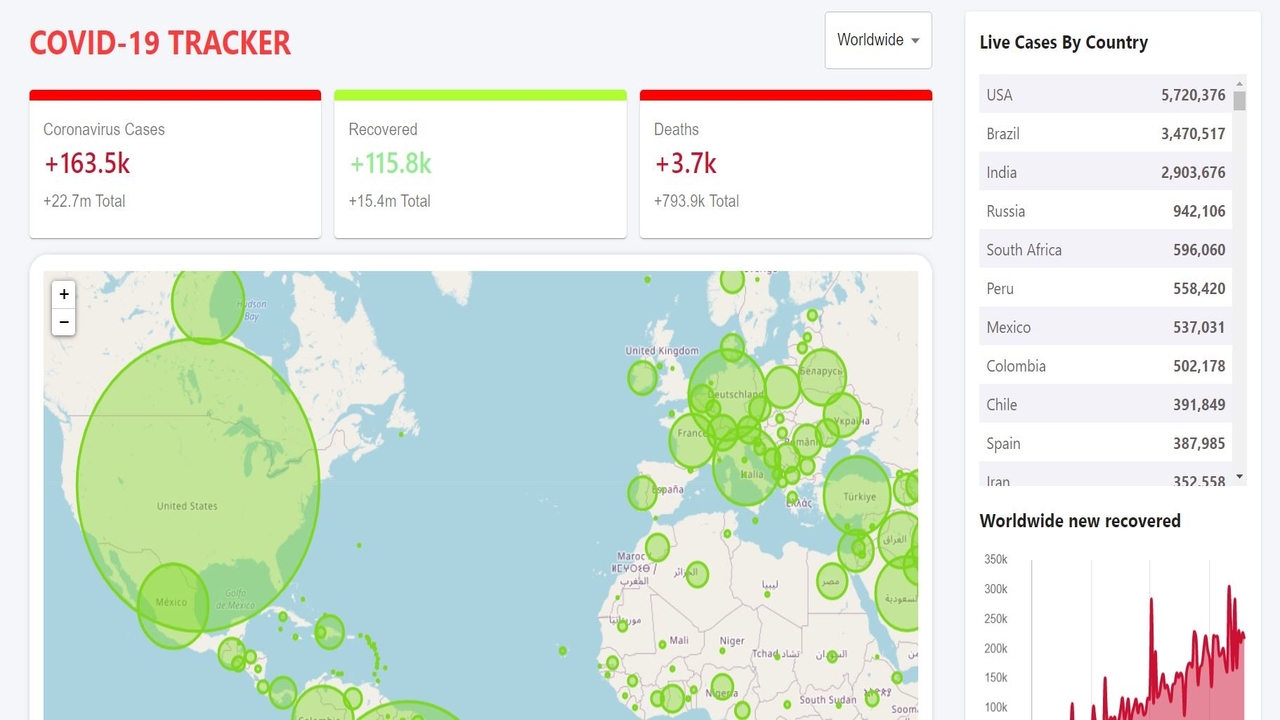 COVID-19 TRACKER
Worldwide
Coronavirus Cases
+163.5k
+22.7m Total
Recovered
+115.8k
+15.4m Total
Deaths
+3.7k
+793.9k Total
+
−
Hudson
Bay
United States
México
Golfo
de México
United Kingdom
Deutschland
Беларусь
Україна
France
România
Italia
España
Ελλάς
Türkiye
Maroc
ⵍⵎⵖⵔⵉⴱ
المغرب
الجزائر
ليبيا
مصر
العراق
السعودية
موريتانيا
Mali
Niger
Tchad تشاد
Nigeria
South Sudan
Colombia
Live Cases By Country
USA 5,720,376
Brazil 3,470,517
India 2,903,676
Russia 942,106
South Africa 596,060
Peru 558,420
Mexico 537,031
Colombia 502,178
Chile 391,849
Spain 387,985
Iran 352,558
Worldwide new recovered
350k
300k
250k
200k
150k
100k